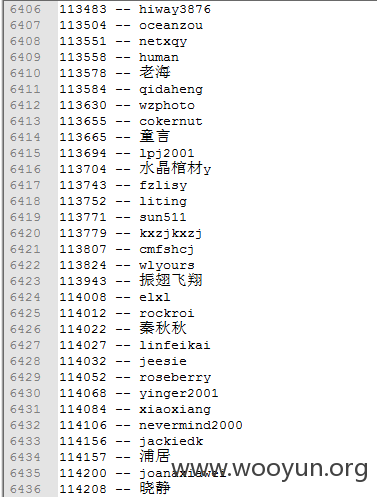 6406 113483 -- hiway3876
6407 113504 -- oceanzou
6408 113551 -- netxqy
6409 113558 -- human
6410 113578 -- 老海
6411 113584 -- qidaheng
6412 113630 -- wzphoto
6413 113655 -- cokernut
6414 113665 -- 童言
6415 113694 -- lpj2001
6416 113704 -- 水晶棺材y
6417 113743 -- fzlisy
6418 113752 -- liting
6419 113771 -- sun511
6420 113779 -- kxzjkxzj
6421 113807 -- cmfshcj
6422 113824 -- wlyours
6423 113943 -- 振翅飞翔
6424 114008 -- elxl
6425 114012 -- rockroi
6426 114022 -- 秦秋秋
6427 114027 -- linfeikai
6428 114032 -- jeesie
6429 114052 -- roseberry
6430 114068 -- yinger2001
6431 114084 -- xiaoxiang
6432 114106 -- nevermind2000
6433 114156 -- jackiedk
6434 114157 -- 浦居
6435 114200 --
www.wooyun.org
6436 114208 -- 晓静